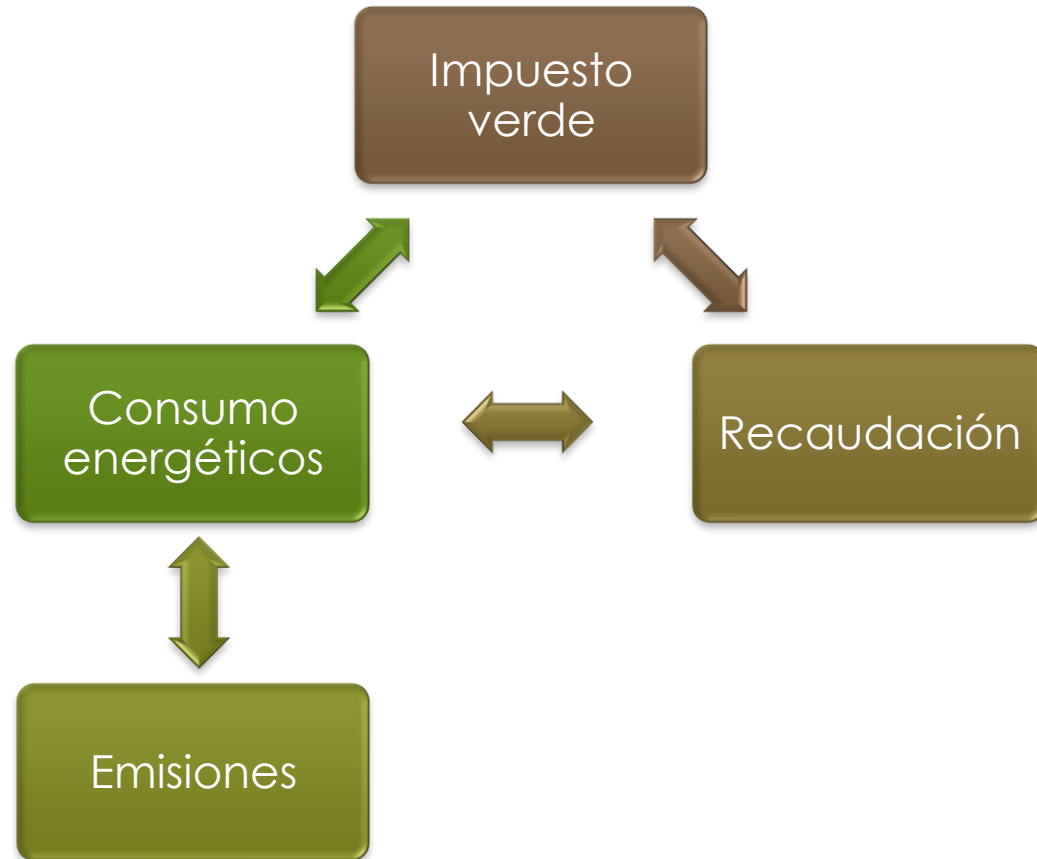 Impuesto
verde
Consumo
energéticos
Recaudación
Emisiones